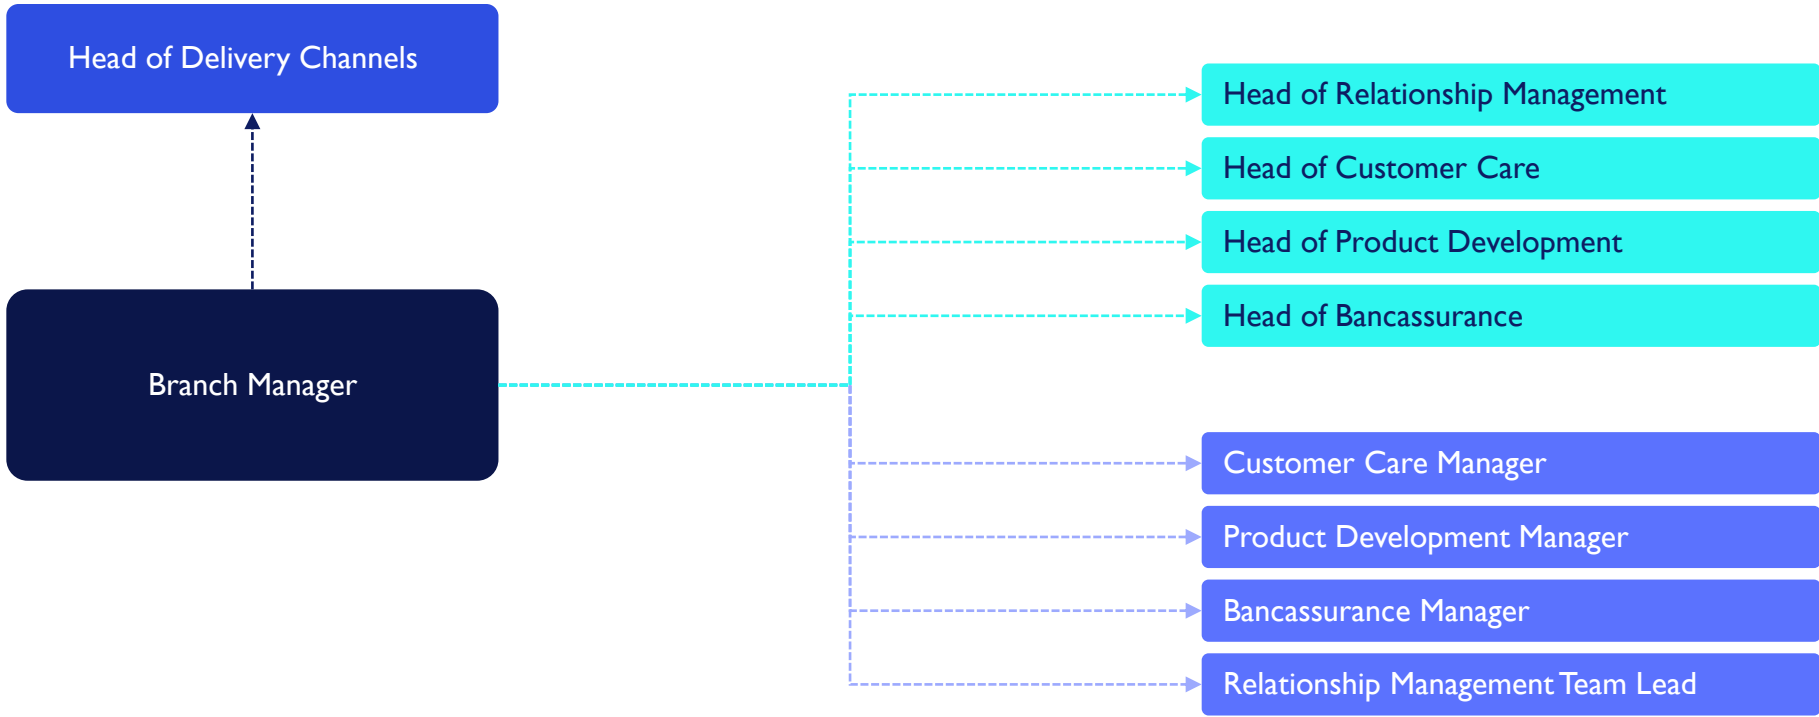 Head of Delivery Channels
Branch Manager
Head of Relationship Management
Head of Customer Care
Head of Product Development
Head of Bancassurance
Customer Care Manager
Product Development Manager
Bancassurance Manager
Relationship Management Team Lead